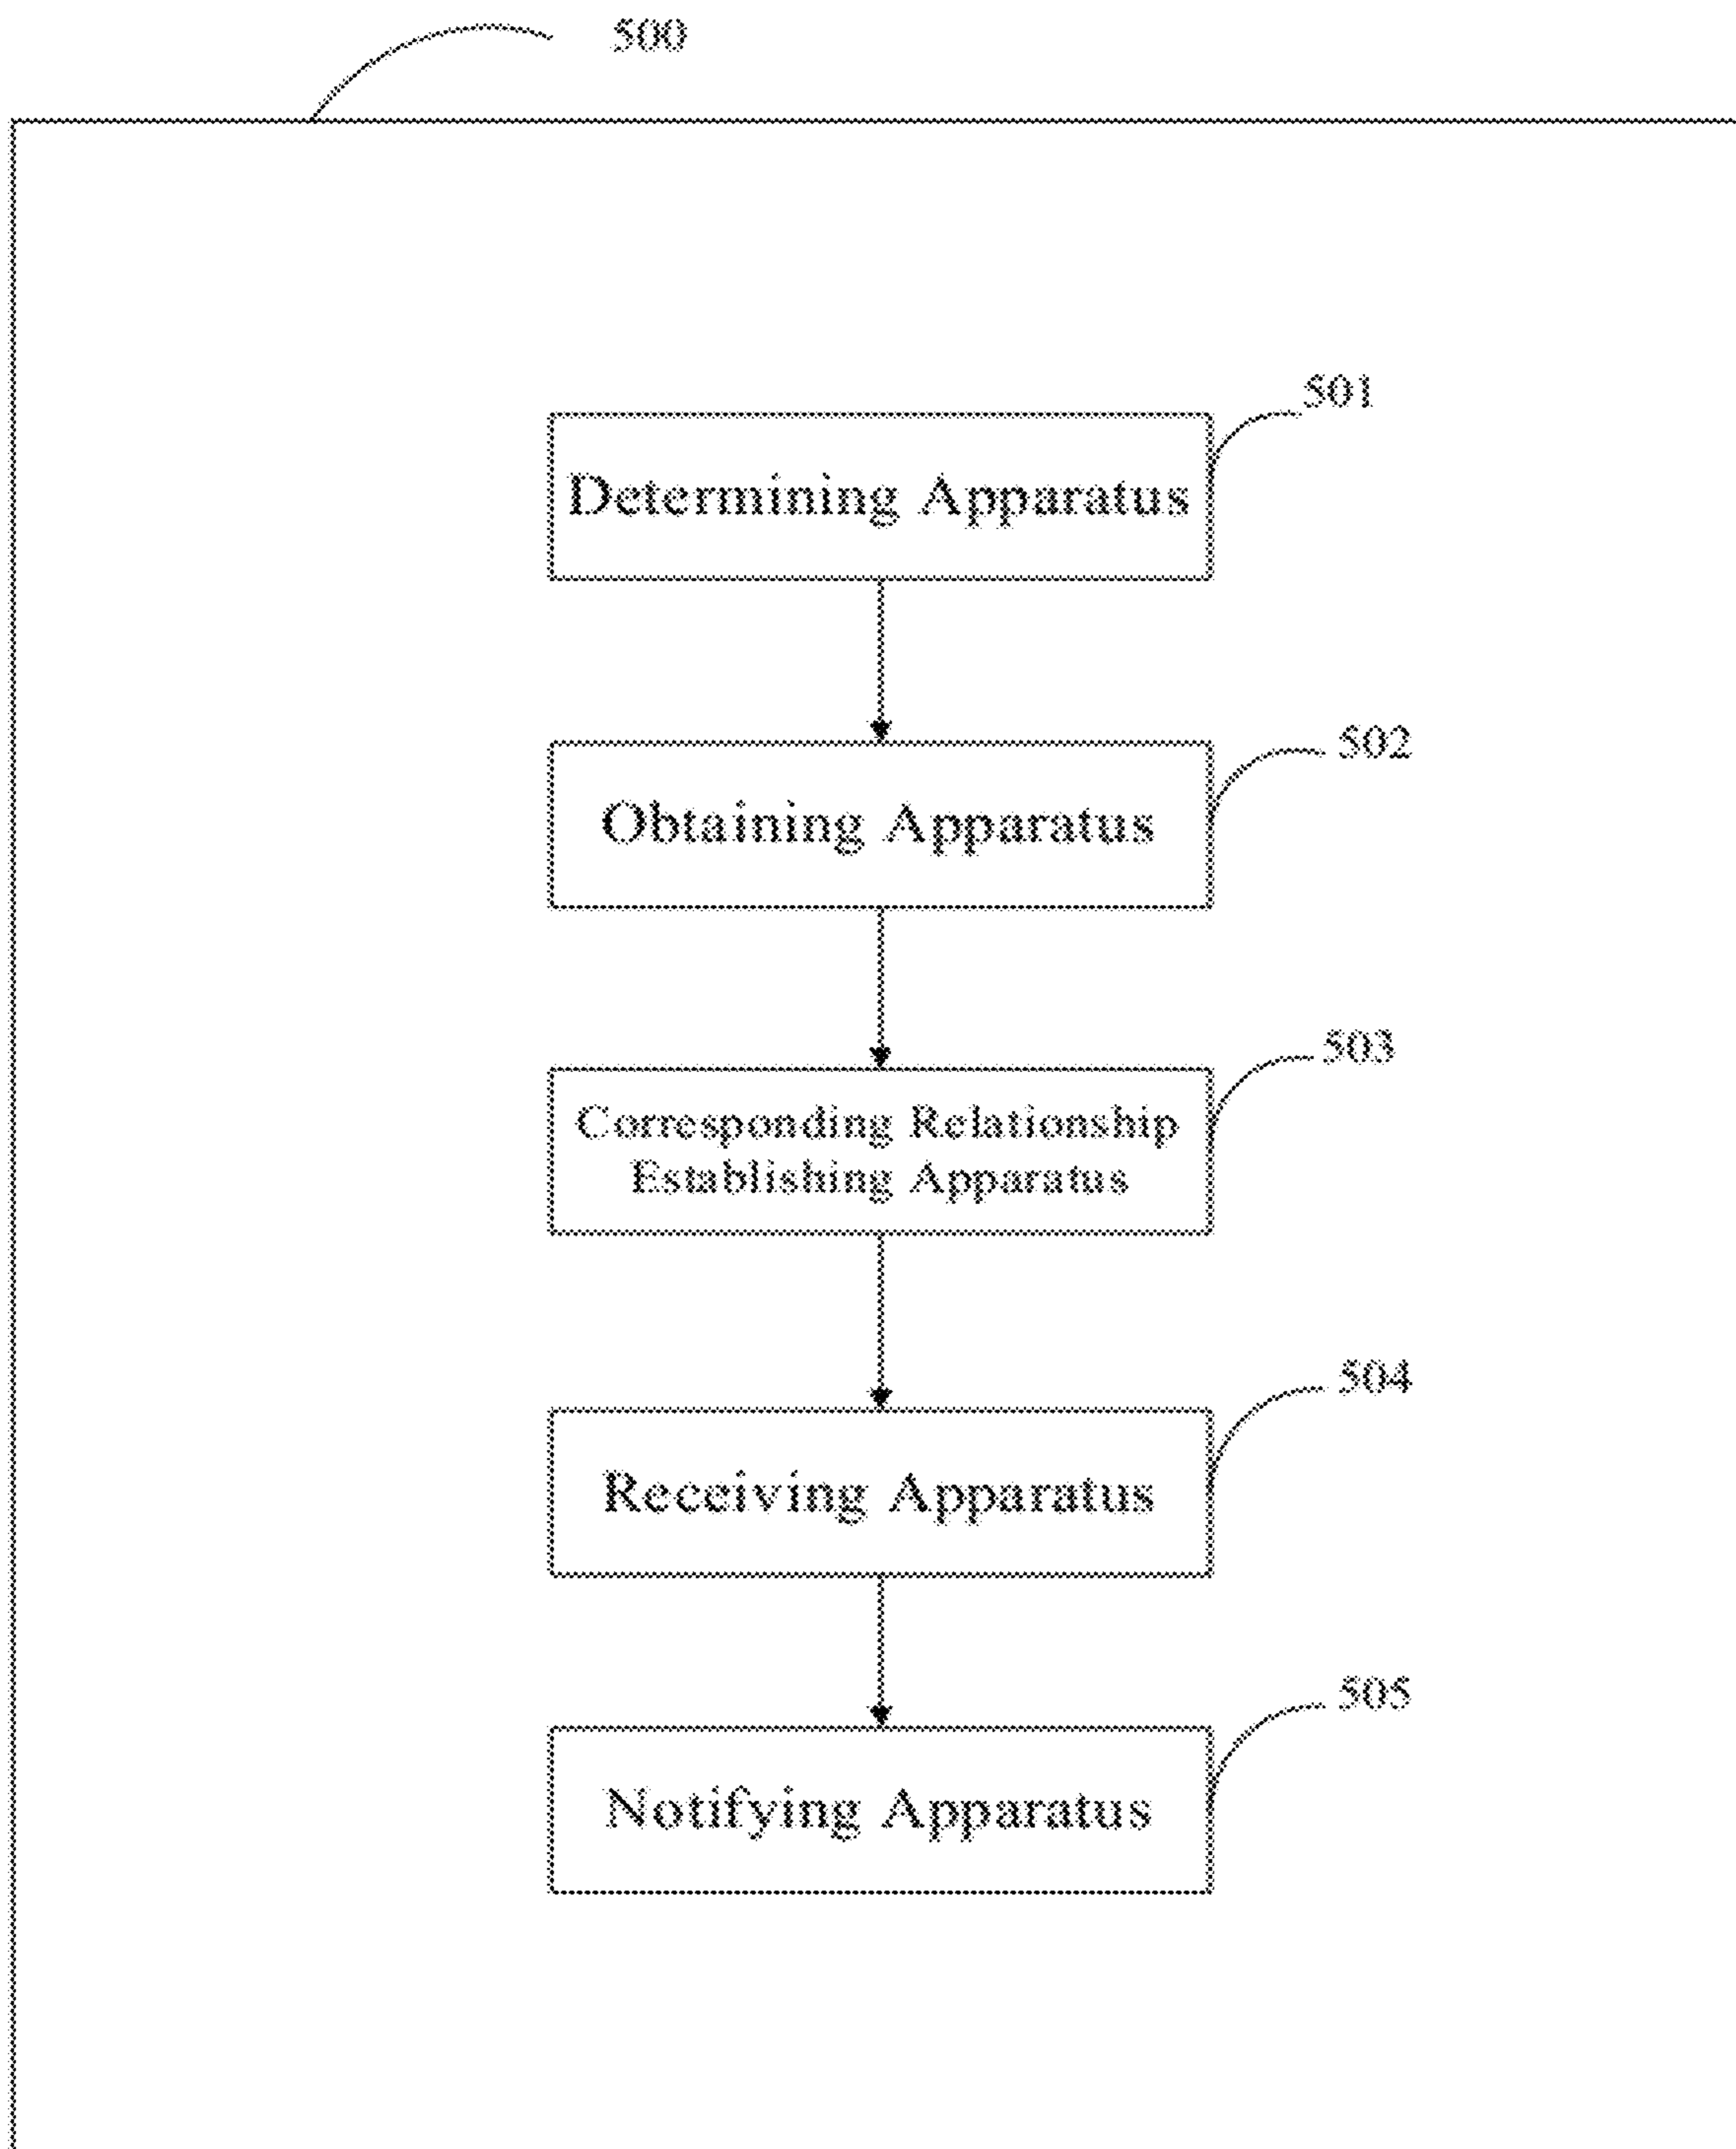 500
501
Determining Apparatus
502
Obtaining Apparatus
503
Corresponding Relationship
Establishing Apparatus
504
Receiving Apparatus
505
Notifying Apparatus